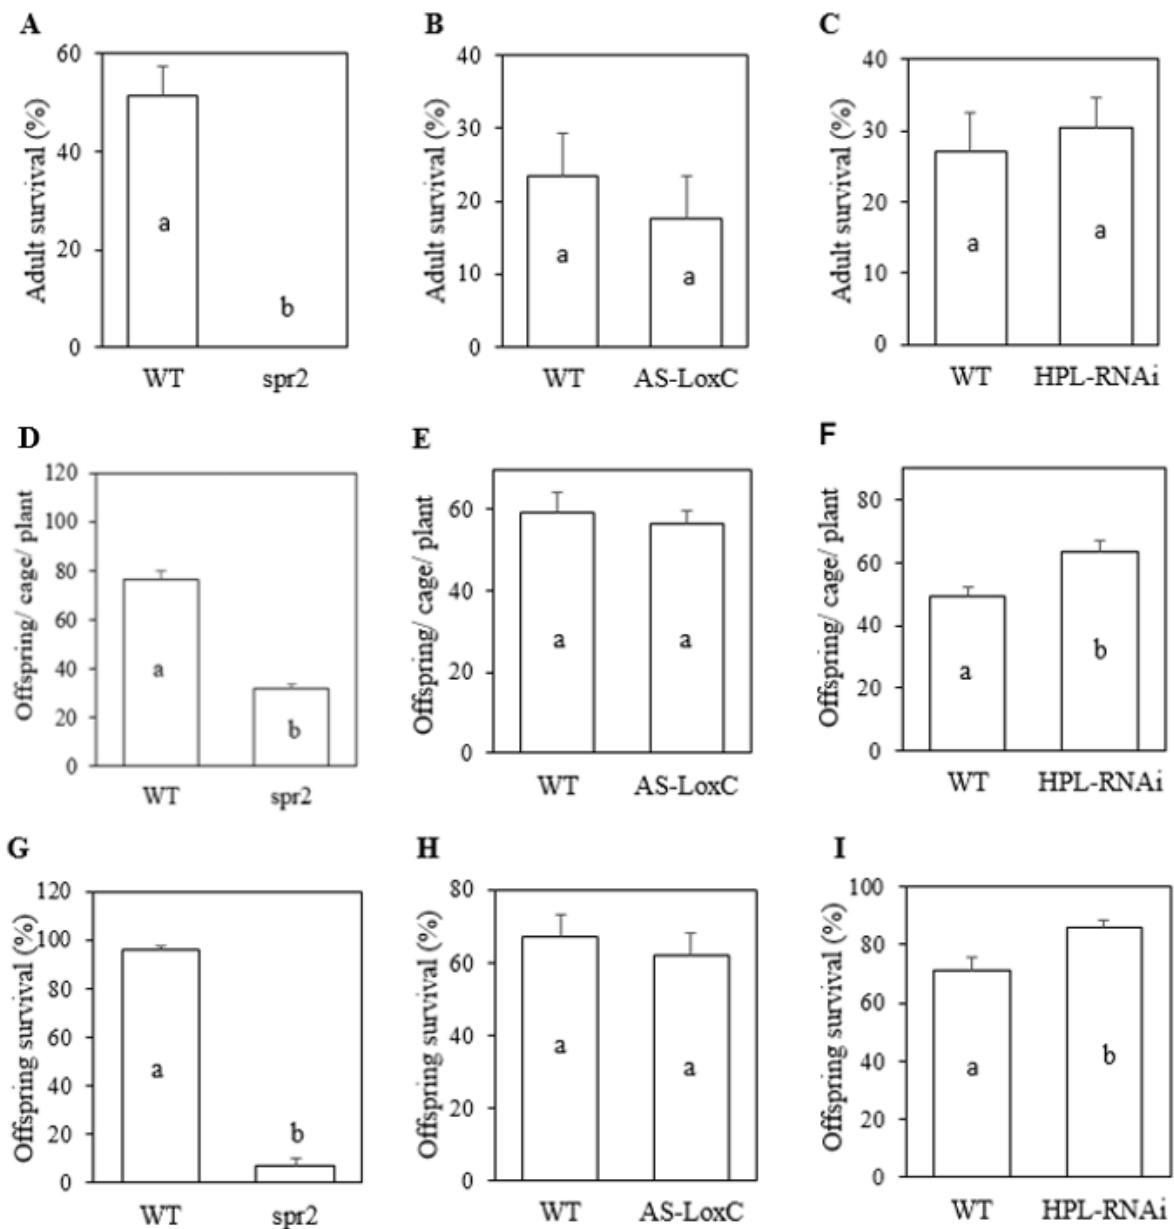 A
Adult survival (%)
60
40
20
0
a
b
WT spr2
B
Adult survival (%)
40
30
20
10
0
a
a
WT AS-LoxC
C
Adult survival (%)
40
30
20
10
0
a
a
WT HPL-RNAi
D
Offspring/ cage/ plant
120
100
80
60
40
20
0
a
b
WT spr2
E
Offspring/ cage/ plant
60
40
20
0
a
a
WT AS-LoxC
F
Offspring/ cage/ plant
80
60
40
20
0
a
b
WT HPL-RNAi
G
Offspring survival (%)
120
100
80
60
40
20
0
a
b
WT spr2
H
Offspring survival (%)
80
60
40
20
0
a
a
WT AS-LoxC
I
Offspring survival (%)
100
80
60
40
20
0
a
b
WT HPL-RNAi